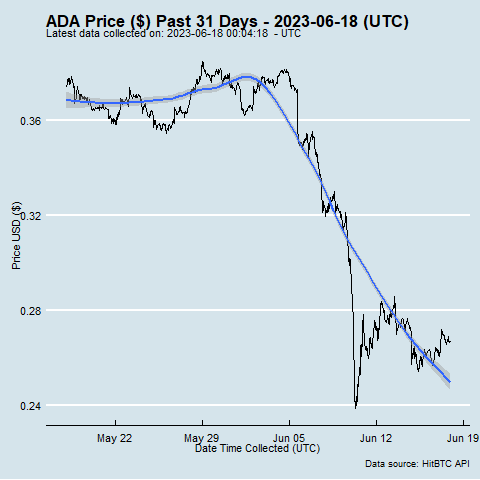 ADA Price ($) Past 31 Days - 2023-06-18 (UTC)
Latest data collected on: 2023-06-18 00:04:18 - UTC
Price USD ($)
0.36
0.32
0.28
0.24
May 22 May 29 Jun 05 Jun 12 Jun 19
Date Time Collected (UTC)
Data source: HitBTC API